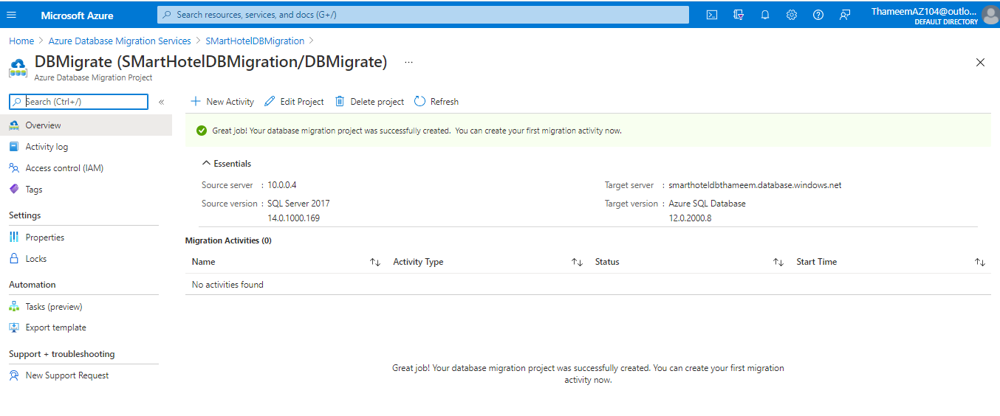 Microsoft Azure
Search resources, services, and docs (G+/)
ThameemAZ104@outlo...
DEFAULT DIRECTORY
Home > Azure Database Migration Services > SMartHotelDBMigration >
DBMigrate (SMartHotelDBMigration/DBMigrate) ...
Azure Database Migration Project
Search (Ctrl+/) «
New Activity Edit Project Delete project Refresh
Overview
Activity log
Access control (IAM)
Tags
Settings
Properties
Locks
Automation
Tasks (preview)
Export template
Support + troubleshooting
New Support Request
Great job! Your database migration project was successfully created. You can create your first migration activity now.
Essentials
Source server : 10.0.0.4
Source version : SQL Server 2017
14.0.1000.169
Target server : smarthoteldbthameem.database.windows.net
Target version : Azure SQL Database
12.0.2000.8
Migration Activities (0)
Name Activity Type Status Start Time
No activities found
Great job! Your database migration project was successfully created. You can create your first migration
activity now.